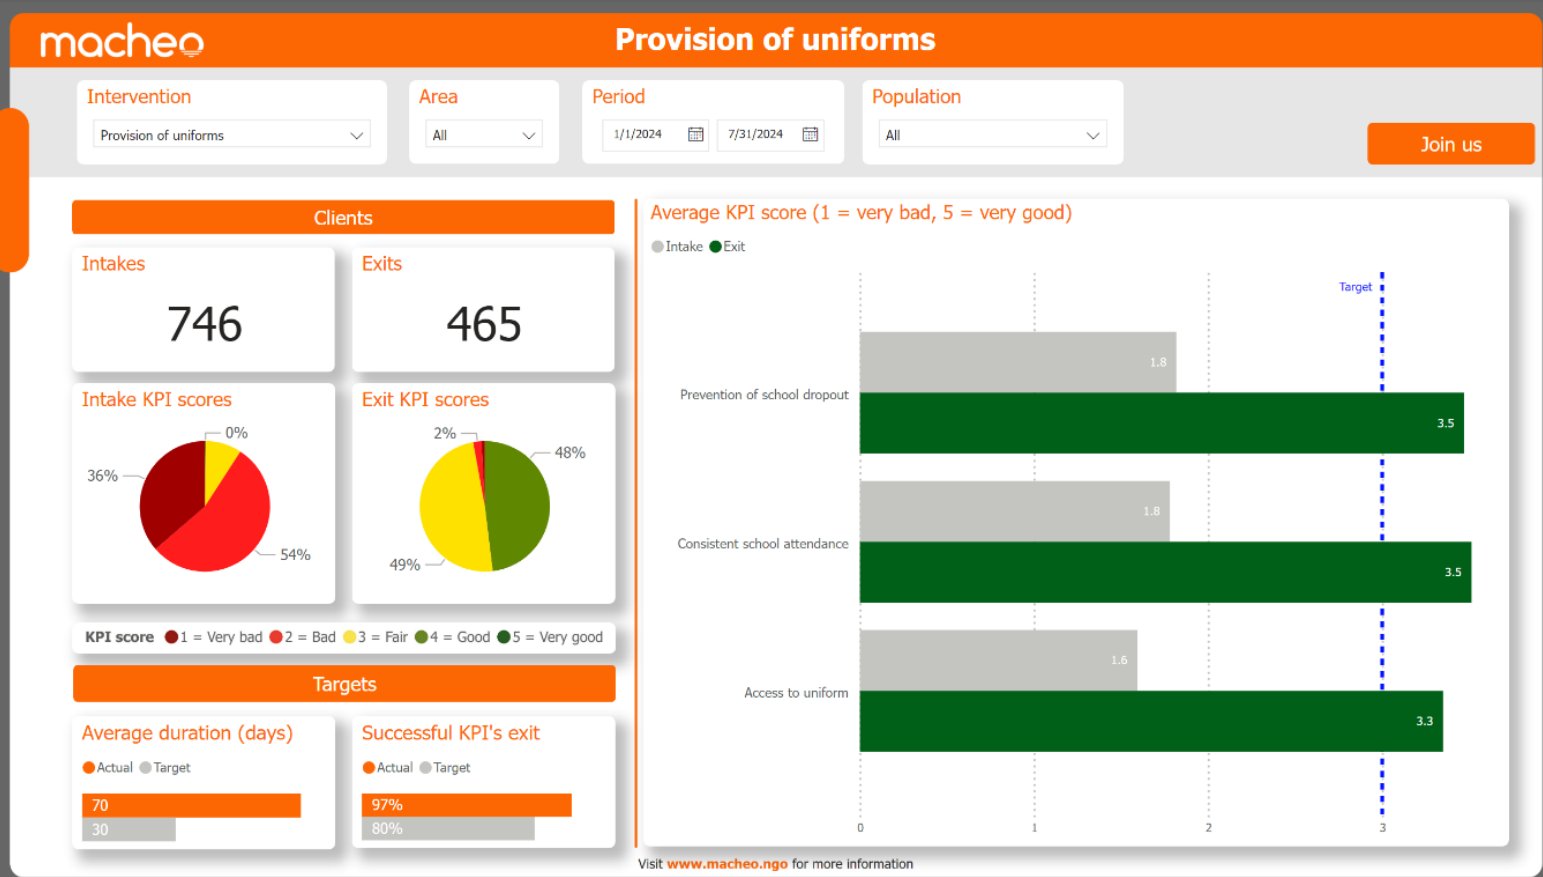 macheo
Provision of uniforms
Intervention
Provision of uniforms
Area
All
Period
1/1/2024
7/31/2024
Population
All
Join us
Clients
Intakes
746
Exits
465
Intake KPI scores
0%
36%
54%
Exit KPI scores
2%
48%
49%
KPI score 1 = Very bad 2 = Bad 3 = Fair 4 = Good 5 = Very good
Targets
Average duration (days)
Actual Target
70
30
Successful KPI's exit
Actual Target
97%
80%
Average KPI score (1 = very bad, 5 = very good)
Intake Exit
Target
Prevention of school dropout
1.8
3.5
Consistent school attendance
1.8
3.5
Access to uniform
1.6
3.3
0 1 2 3
Visit www.macheo.ngo for more information